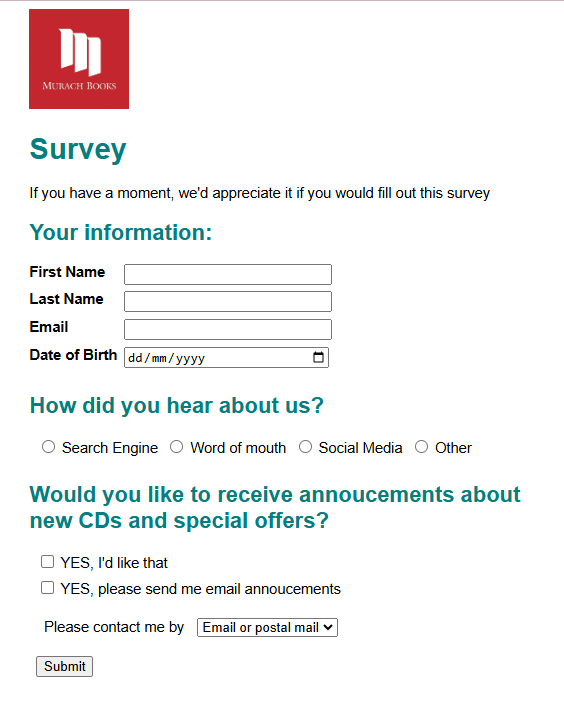 MURACH BOOKS
Survey
If you have a moment, we'd appreciate it if you would fill out this survey
Your information:
First Name
Last Name
Email
Date of Birth dd/mm/yyyy
How did you hear about us?
Search Engine Word of mouth Social Media Other
Would you like to receive annoucements about
new CDs and special offers?
YES, I'd like that
YES, please send me email annoucements
Please contact me by Email or postal mail
Submit